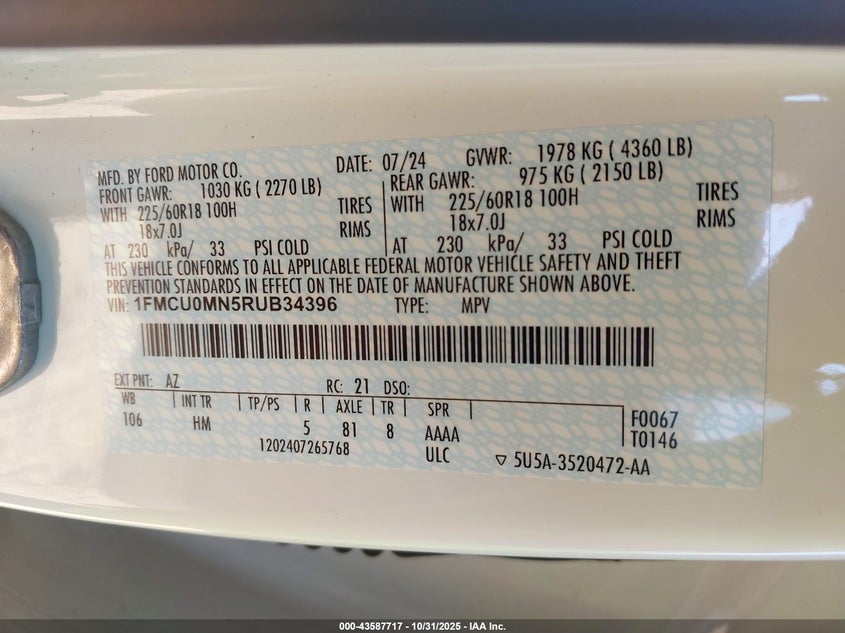 MFD. BY FORD MOTOR CO. DATE: 07/24 GVWR: 1978 KG ( 4360 LB)
FRONT GAWR: 1030 KG ( 2270 LB) REAR GAWR: 975 KG ( 2150 LB)
WITH 225/60R18 100H TIRES WITH 225/60R18 100H TIRES
18x7.0J RIMS 18x7.0J RIMS
AT 230 kPa/ 33 PSI COLD AT 230 kPa/ 33 PSI COLD
THIS VEHICLE CONFORMS TO ALL APPLICABLE FEDERAL MOTOR VEHICLE SAFETY AND THEFT
PREVENTION STANDARDS IN EFFECT ON THE DATE OF MANUFACTURE SHOWN ABOVE.
VIN: 1FMCU0MN5RUB34396 TYPE: MPV
EXT PNT: AZ RC: 21 DSO:
WB INT TR TP/PS R AXLE TR SPR
106 HM 5 81 8 AAAA F0067
T0146
1202407265768 ULC ▽ 5U5A-3520472-AA
000-43587717 - 10/31/2025 - IAA Inc.